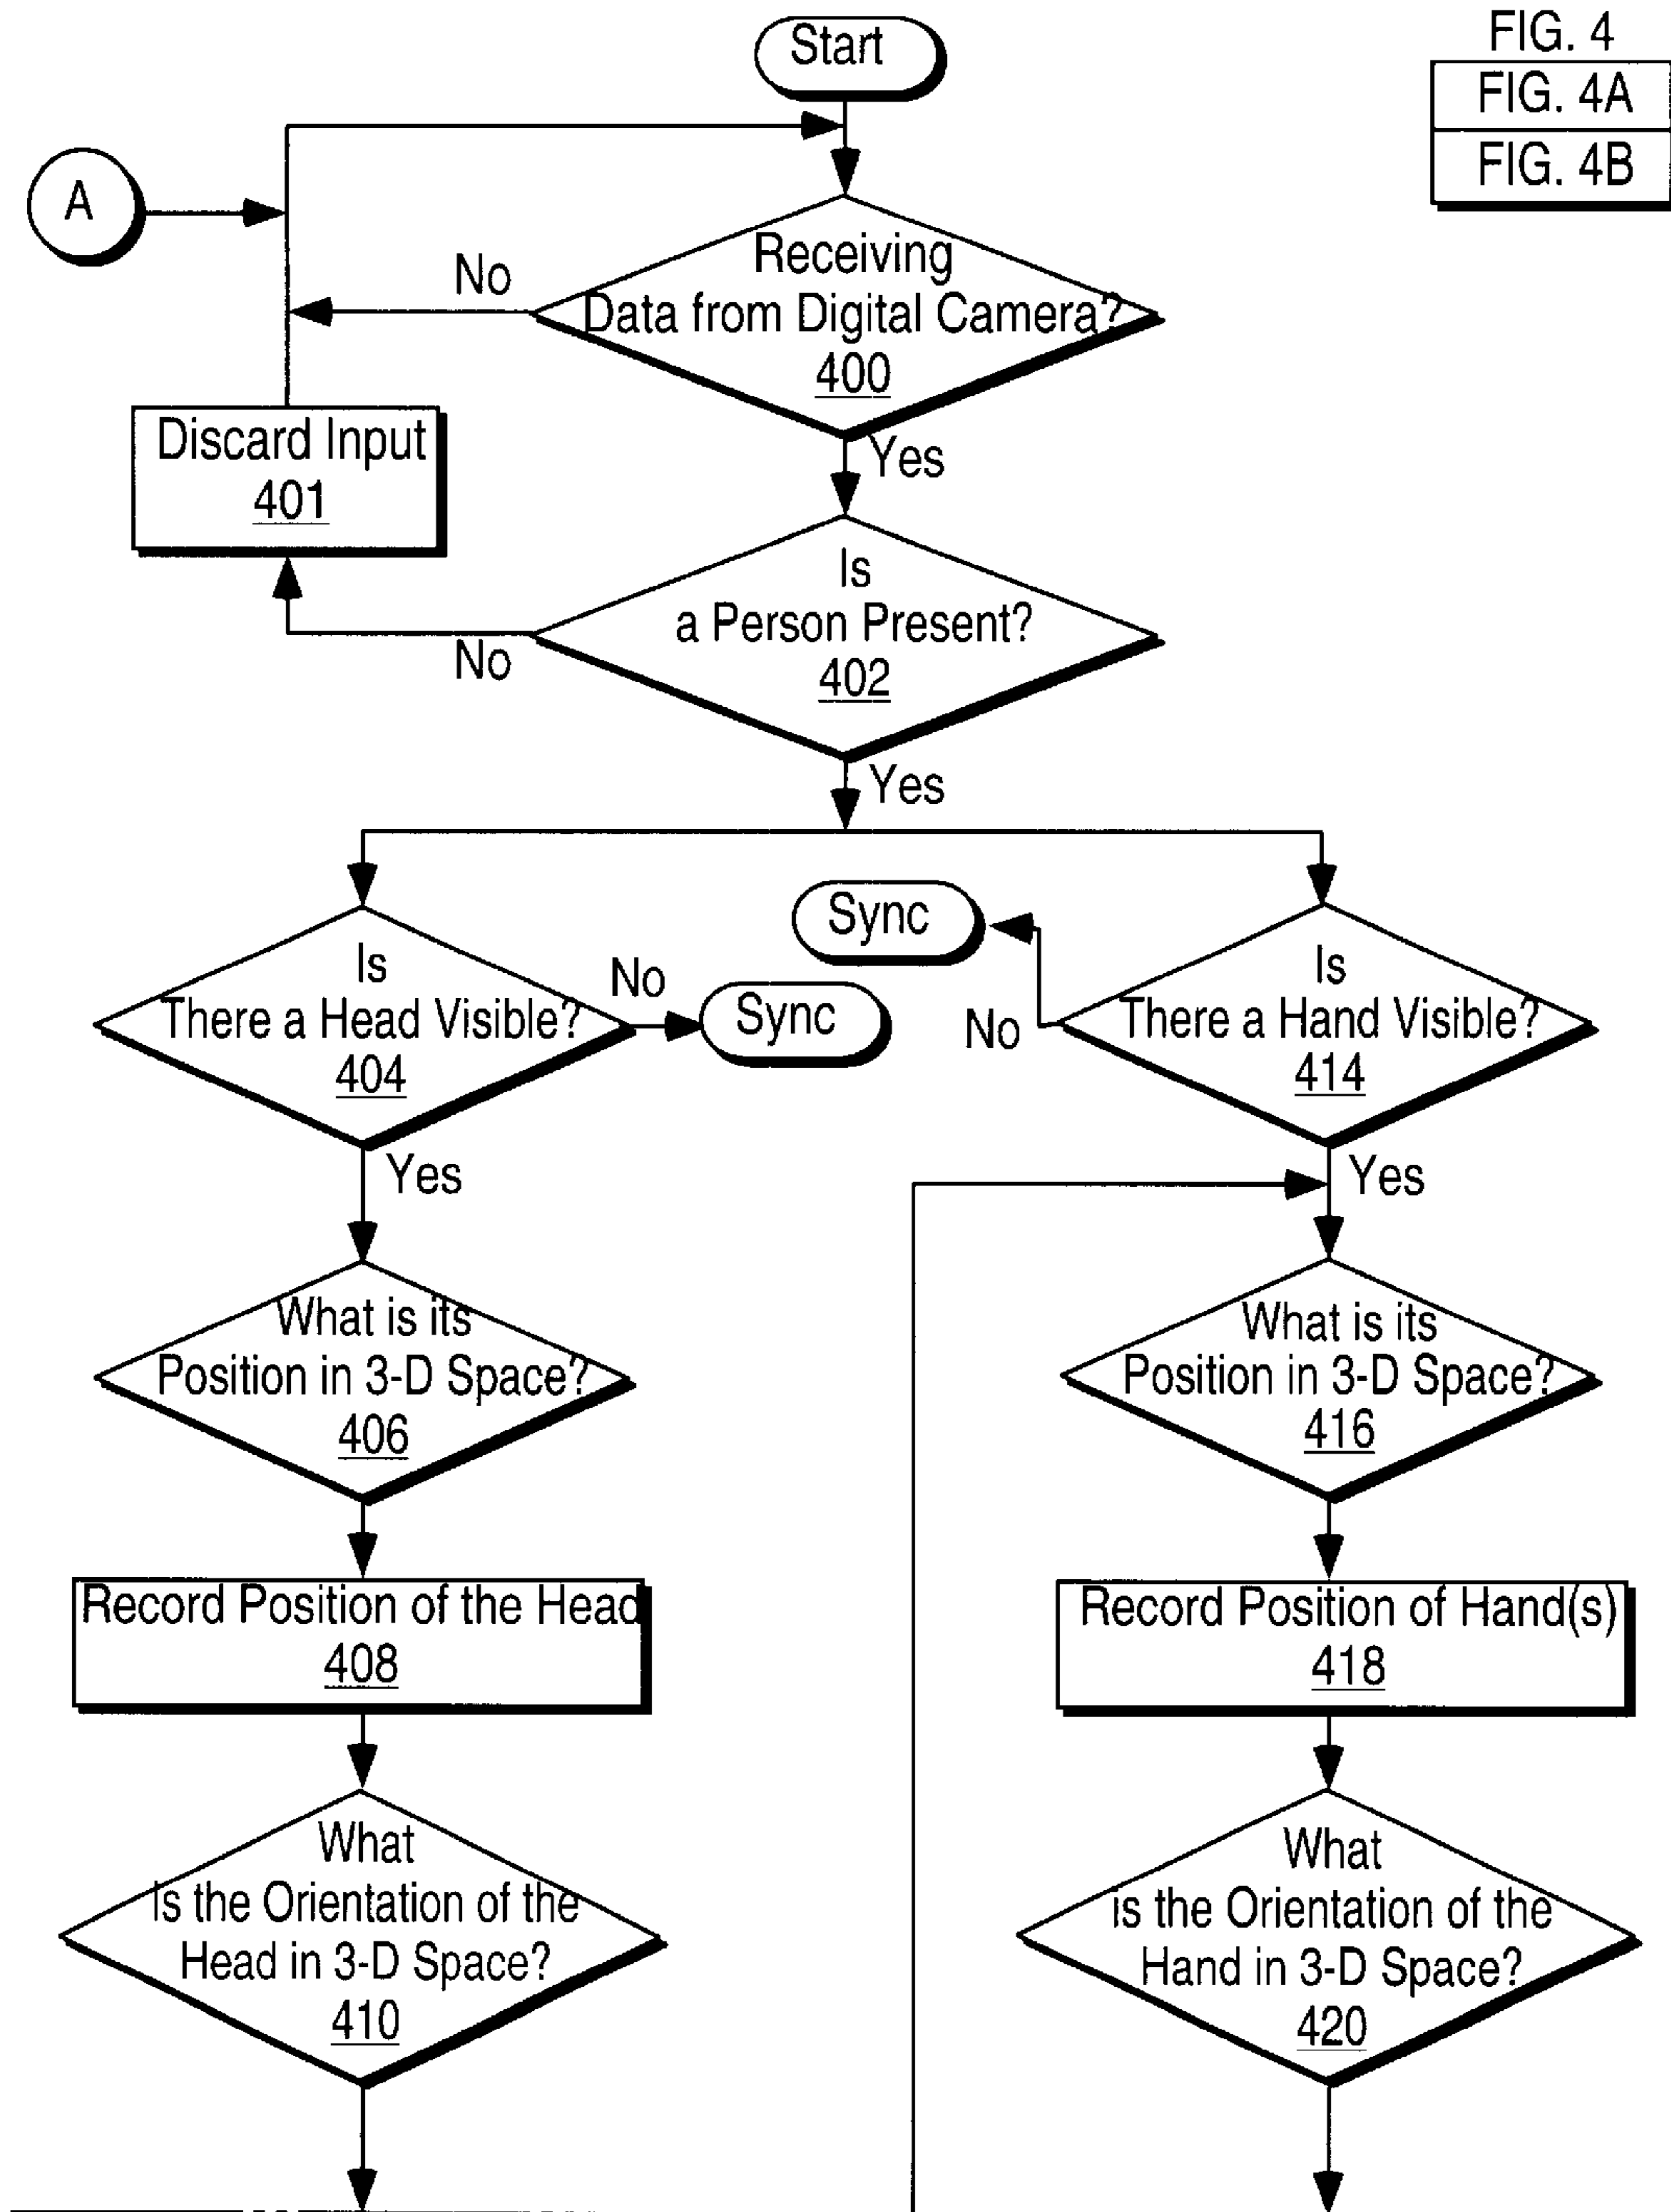 Start
FIG. 4
FIG. 4A
FIG. 4B
A
Receiving
Data from Digital Camera?
400
No
Yes
Discard Input
401
Is
a Person Present?
402
No
Yes
Is
There a Head Visible?
404
No
Sync
Yes
What is its
Position in 3-D Space?
406
Record Position of the Head
408
What
Is the Orientation of the
Head in 3-D Space?
410
Sync
No
Is
There a Hand Visible?
414
Yes
What is its
Position in 3-D Space?
416
Record Position of Hand(s)
418
What
is the Orientation of the
Hand in 3-D Space?
420